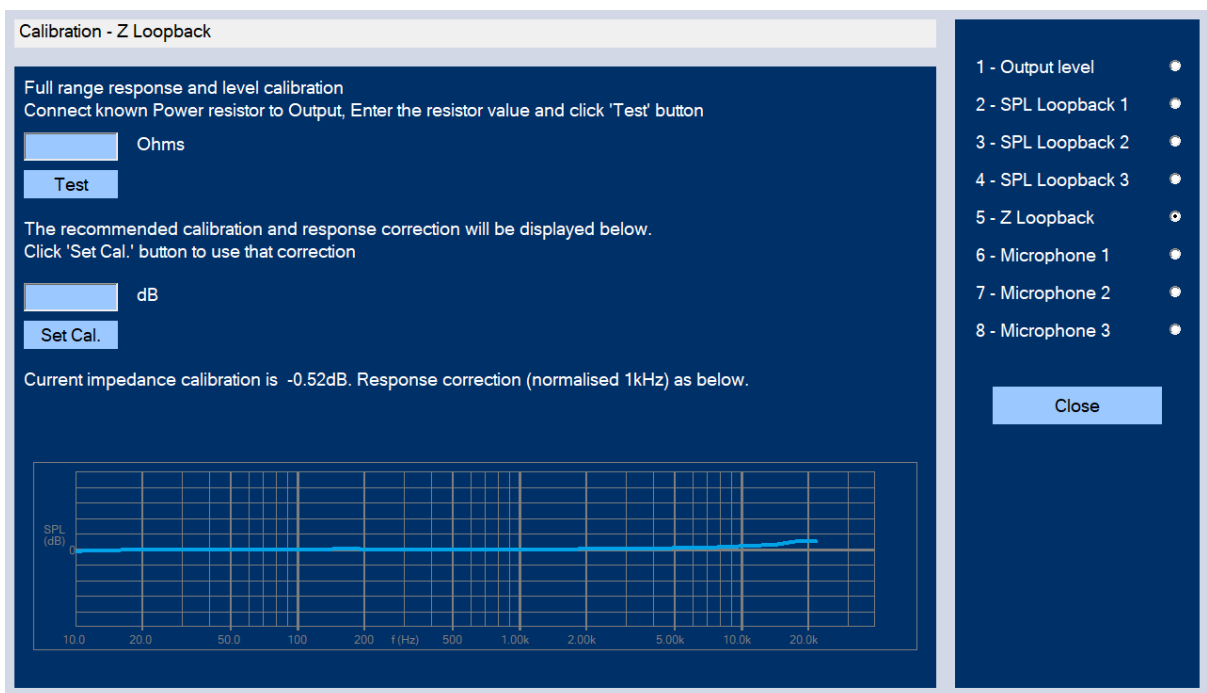 Calibration - Z Loopback
Full range response and level calibration
Connect known Power resistor to Output, Enter the resistor value and click 'Test' button
Ohms
Test
The recommended calibration and response correction will be displayed below.
Click 'Set Cal.' button to use that correction
dB
Set Cal.
Current impedance calibration is -0.52dB. Response correction (normalised 1kHz) as below.
SPL
(dB)
0
10.0 20.0 50.0 100 200 f (Hz) 500 1.00k 2.00k 5.00k 10.0k 20.0k
1 - Output level
2 - SPL Loopback 1
3 - SPL Loopback 2
4 - SPL Loopback 3
5 - Z Loopback
6 - Microphone 1
7 - Microphone 2
8 - Microphone 3
Close